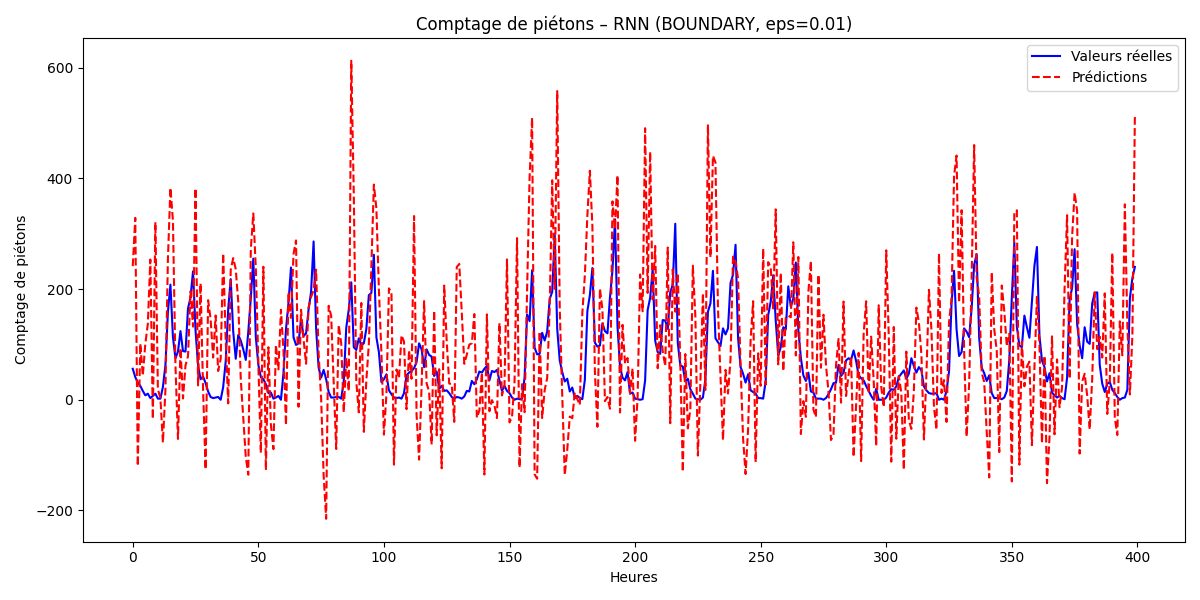 Comptage de piétons – RNN (BOUNDARY, eps=0.01)
Valeurs réelles
Prédictions
Comptage de piétons
600
400
200
0
−200
0 50 100 150 200 250 300 350 400
Heures